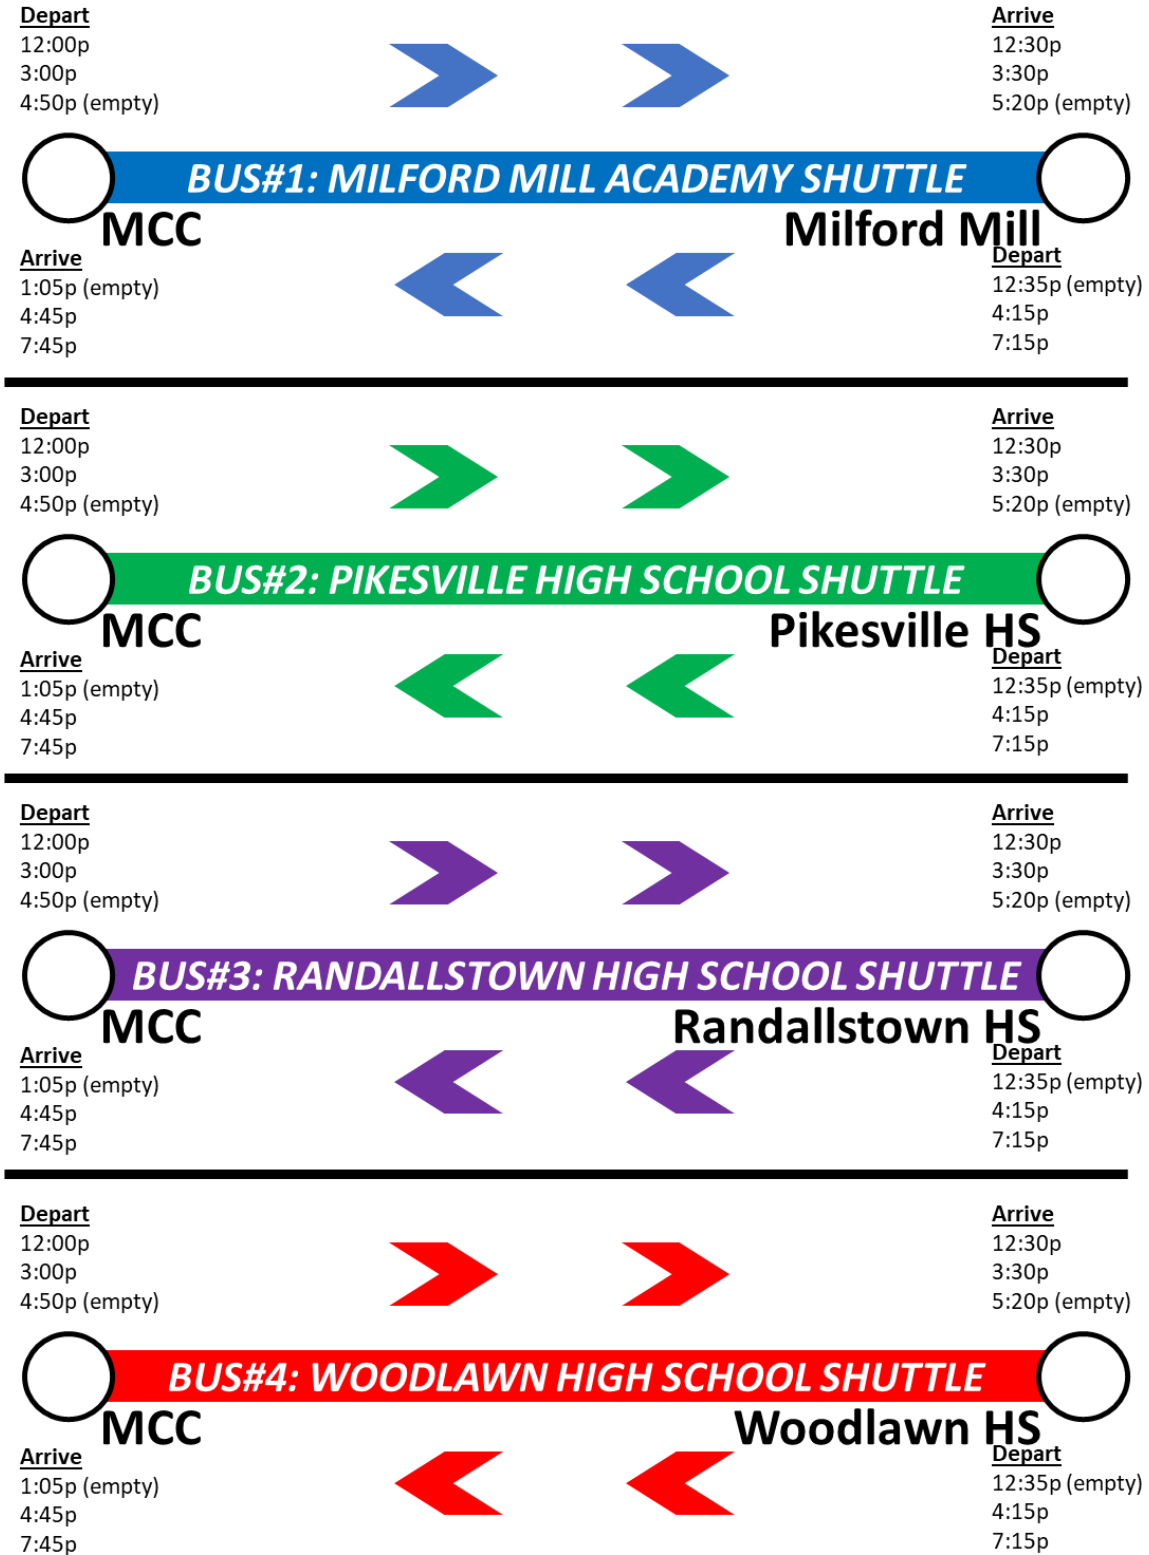 Depart
12:00p
3:00p
4:50p (empty)
Arrive
12:30p
3:30p
5:20p (empty)
BUS#1: MILFORD MILL ACADEMY SHUTTLE
MCC
Milford Mill
Arrive
1:05p (empty)
4:45p
7:45p
Depart
12:35p (empty)
4:15p
7:15p
Depart
12:00p
3:00p
4:50p (empty)
Arrive
12:30p
3:30p
5:20p (empty)
BUS#2: PIKESVILLE HIGH SCHOOL SHUTTLE
MCC
Pikesville HS
Arrive
1:05p (empty)
4:45p
7:45p
Depart
12:35p (empty)
4:15p
7:15p
Depart
12:00p
3:00p
4:50p (empty)
Arrive
12:30p
3:30p
5:20p (empty)
BUS#3: RANDALLSTOWN HIGH SCHOOL SHUTTLE
MCC
Randallstown HS
Arrive
1:05p (empty)
4:45p
7:45p
Depart
12:35p (empty)
4:15p
7:15p
Depart
12:00p
3:00p
4:50p (empty)
Arrive
12:30p
3:30p
5:20p (empty)
BUS#4: WOODLAWN HIGH SCHOOL SHUTTLE
MCC
Woodlawn HS
Arrive
1:05p (empty)
4:45p
7:45p
Depart
12:35p (empty)
4:15p
7:15p